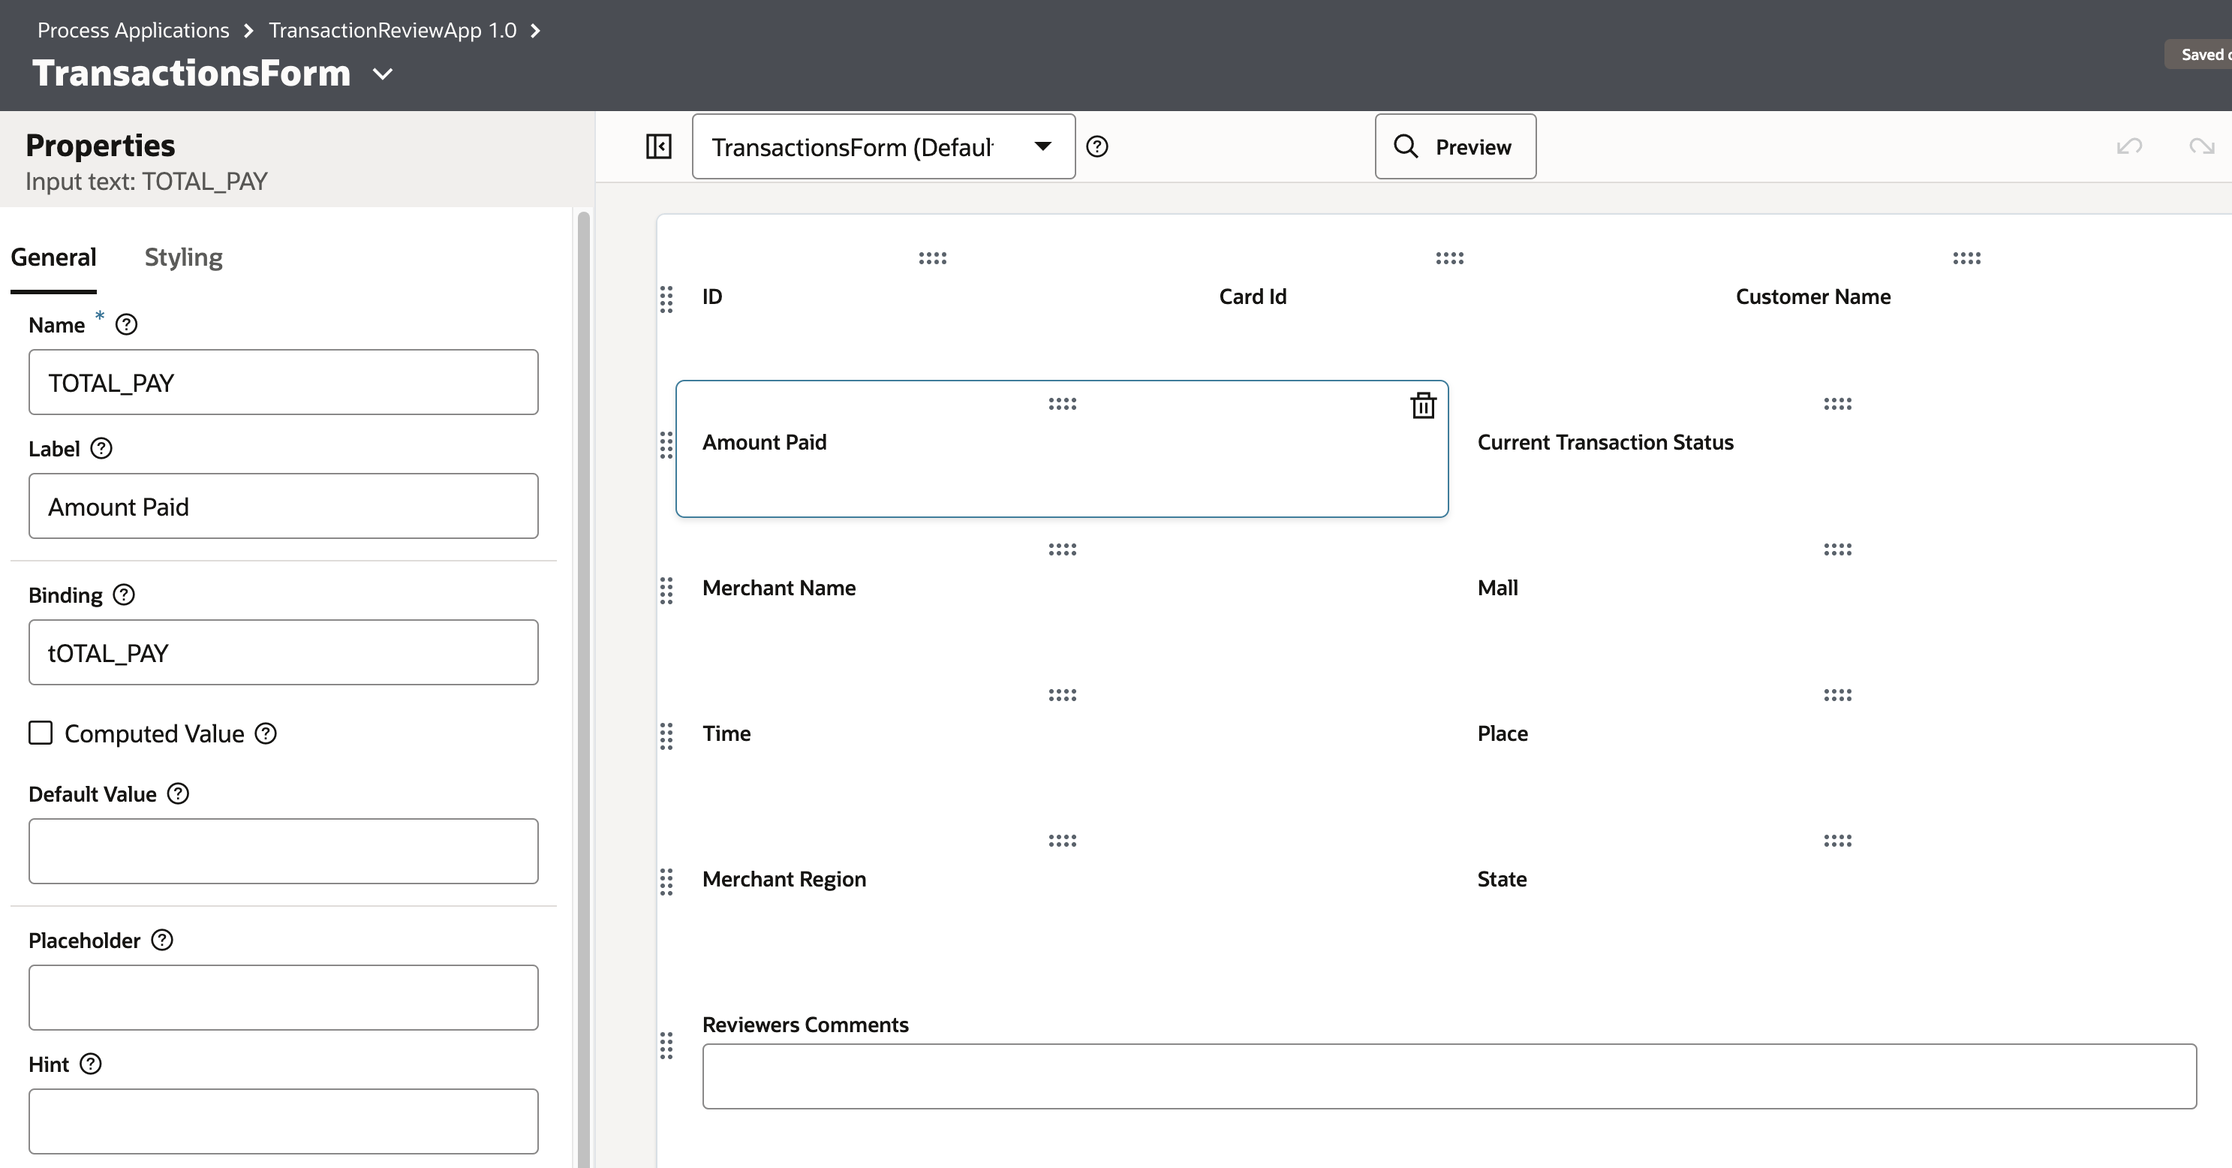 Process Applications > TransactionReviewApp 1.0 >
TransactionsForm
Saved
Properties
Input text: TOTAL_PAY
TransactionsForm (Defaul
Preview
General Styling
Name *
TOTAL_PAY
Label
Amount Paid
Binding
tOTAL_PAY
Computed Value
Default Value
Placeholder
Hint
ID Card Id Customer Name
Amount Paid Current Transaction Status
Merchant Name Mall
Time Place
Merchant Region State
Reviewers Comments